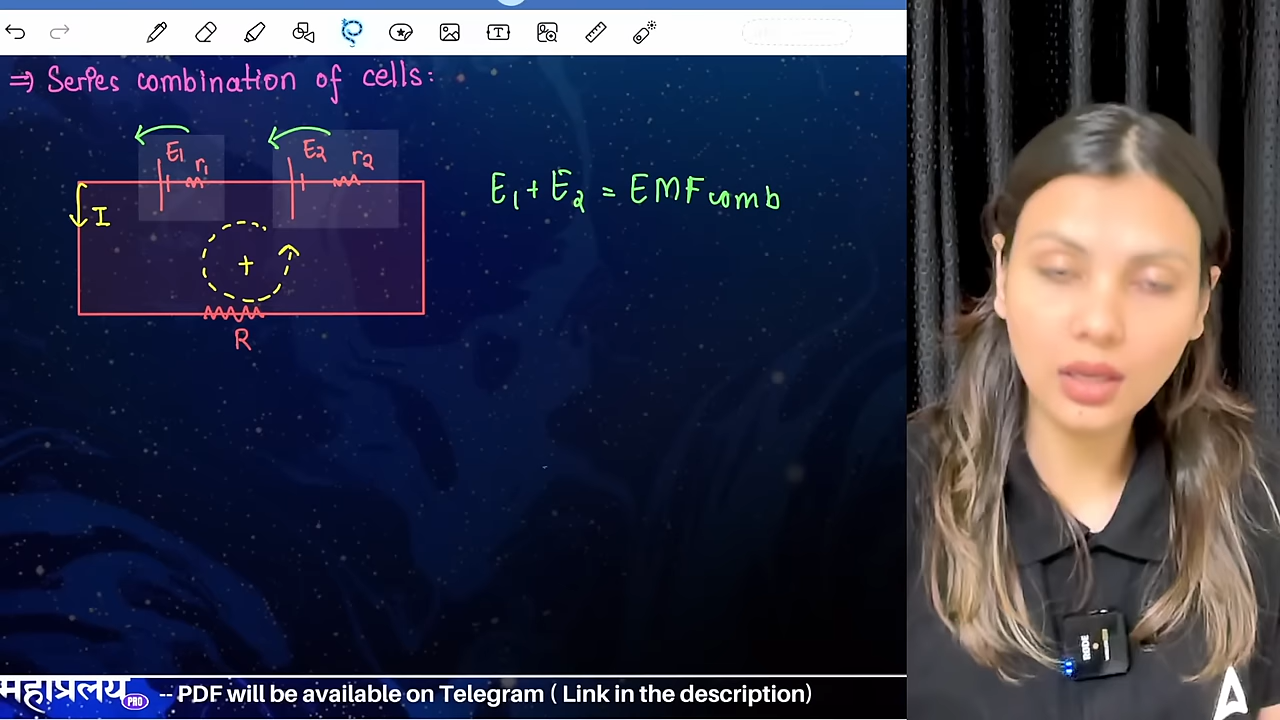 ⇒ Series combination of cells:
E1 r1 E2 r2
E1 + E2 = EMF comb
I
+
R
RODE
महाप्रलय PRO -- PDF will be available on Telegram ( Link in the description)